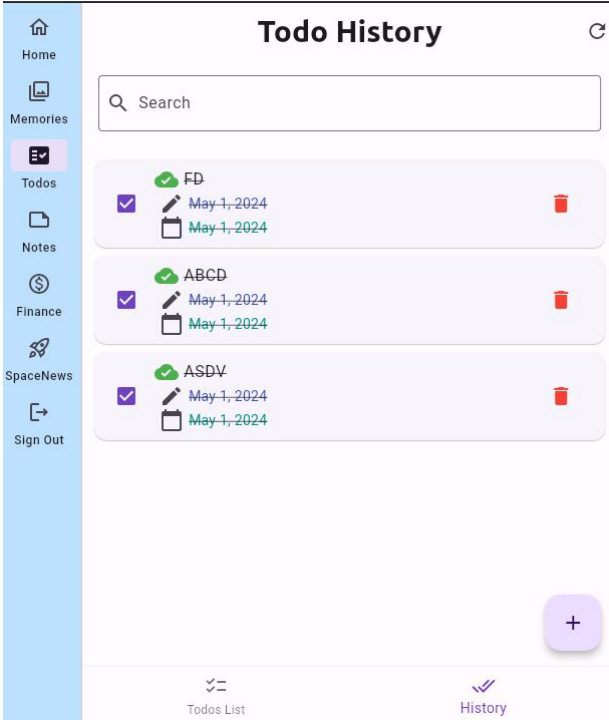 Home
Memories
Todos
Notes
Finance
SpaceNews
Sign Out
Todo History
Search
FD
May 1, 2024
May 1, 2024
ABCD
May 1, 2024
May 1, 2024
ASDV
May 1, 2024
May 1, 2024
+
Todos List
History